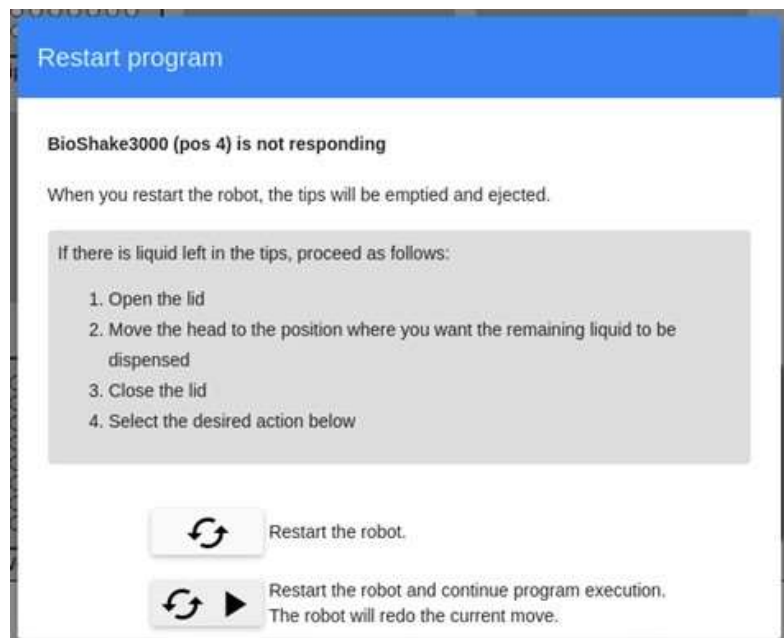 Restart program
BioShake3000 (pos 4) is not responding
When you restart the robot, the tips will be emptied and ejected.
If there is liquid left in the tips, proceed as follows:
1. Open the lid
2. Move the head to the position where you want the remaining liquid to be
dispensed
3. Close the lid
4. Select the desired action below
Restart the robot.
Restart the robot and continue program execution.
The robot will redo the current move.